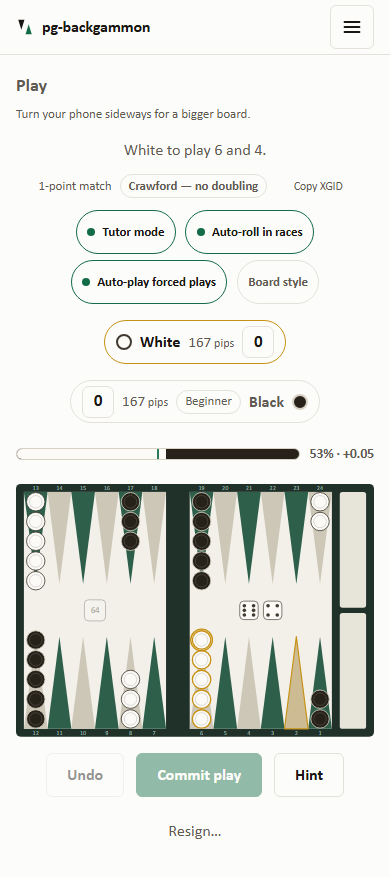 pg-backgammon
Play
Turn your phone sideways for a bigger board.
White to play 6 and 4.
1-point match Crawford — no doubling Copy XGID
Tutor mode Auto-roll in races
Auto-play forced plays Board style
White 167 pips 0
0 167 pips Beginner Black
53% · +0.05
13 14 15 16 17 18 19 20 21 22 23 24
64
12 11 10 9 8 7 6 5 4 3 2 1
Undo Commit play Hint
Resign...